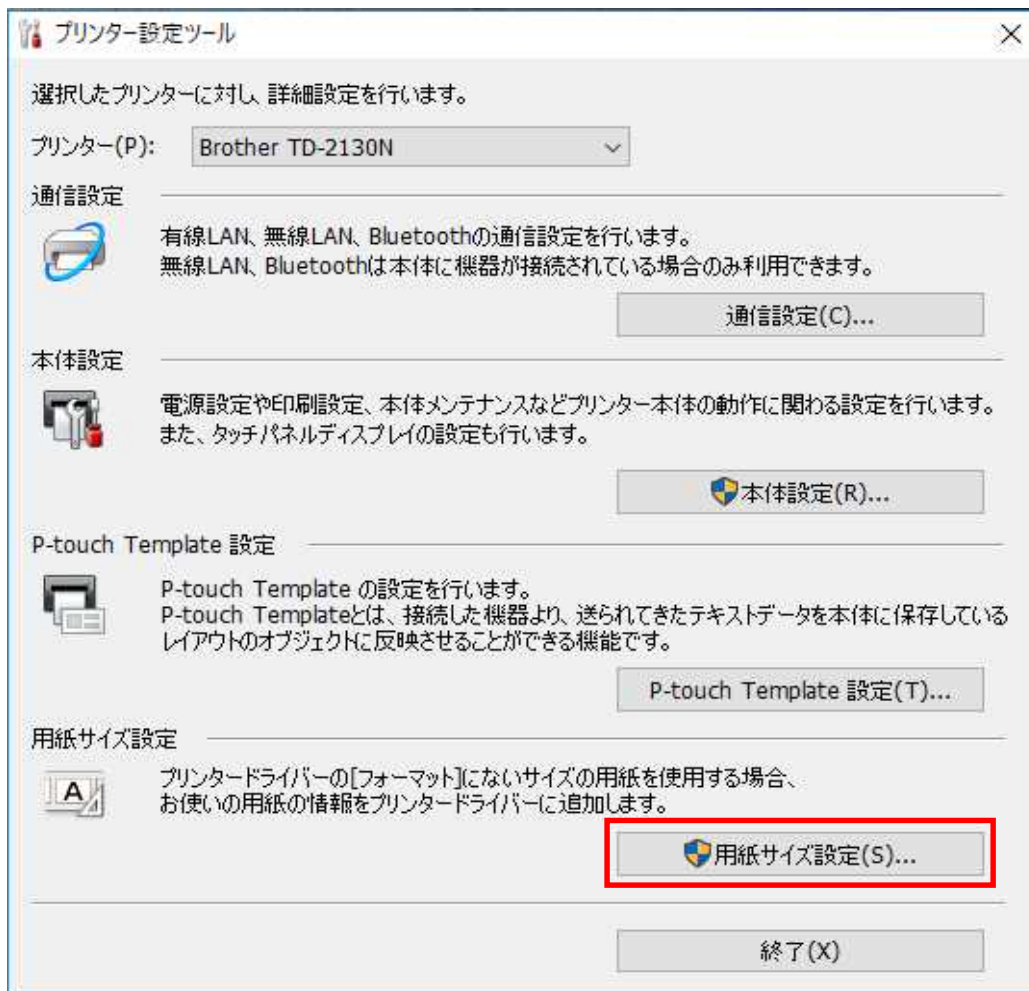 プリンター設定ツール
選択したプリンターに対し、詳細設定を行います。
プリンター(P):
Brother TD-2130N
通信設定
有線LAN、無線LAN、Bluetoothの通信設定を行います。
無線LAN、Bluetoothは本体に機器が接続されている場合のみ利用できます。
通信設定(C)...
本体設定
電源設定や印刷設定、本体メンテナンスなどプリンター本体の動作に関わる設定を行います。
また、タッチパネルディスプレイの設定も行います。
本体設定(R)...
P-touch Template 設定
P-touch Template の設定を行います。
P-touch Templateとは、接続した機器より、送られてきたテキストデータを本体に保存している
レイアウトのオブジェクトに反映させることができる機能です。
P-touch Template 設定(T)...
用紙サイズ設定
A
プリンタードライバーの[フォーマット]にないサイズの用紙を使用する場合、
お使いの用紙の情報をプリンタードライバーに追加します。
用紙サイズ設定(S)...
終了(X)